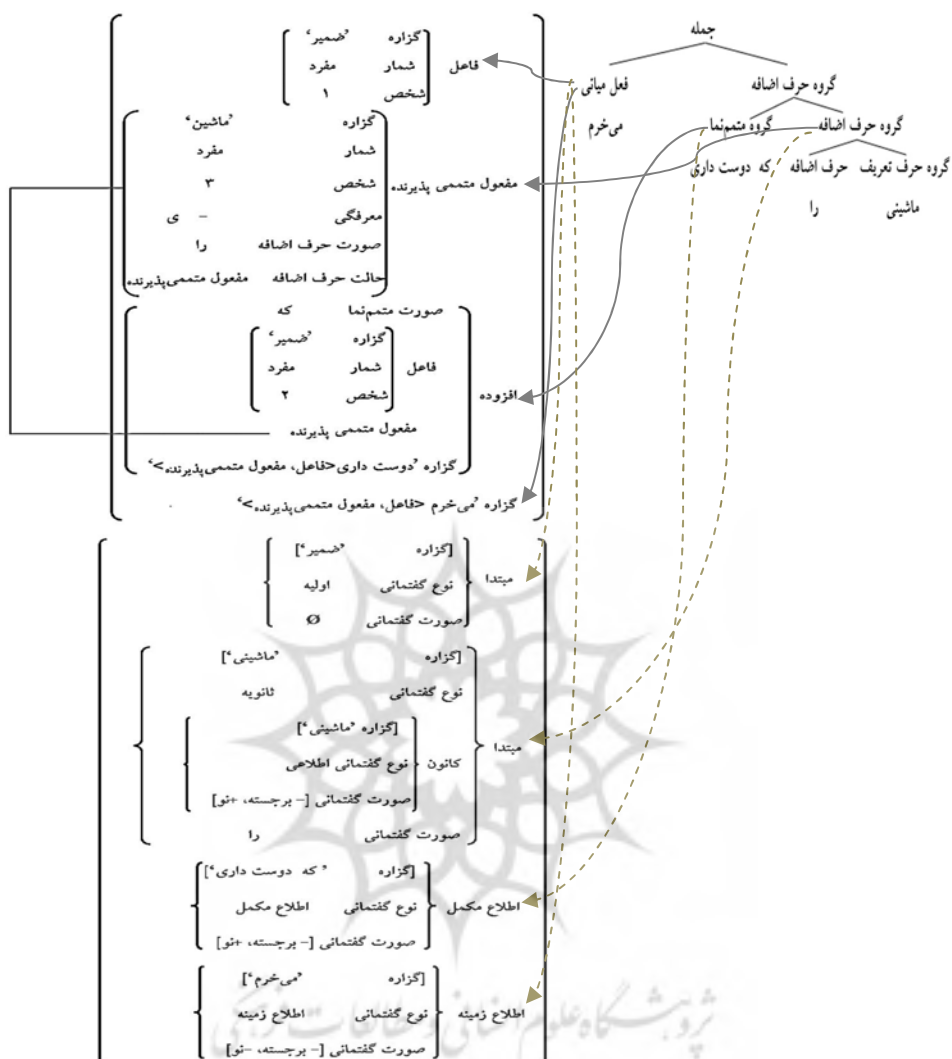 جمله
گروه حرف اضافه فعل میانی
گروه حرف اضافه گروه متمم‌نما می‌خرم
گروه حرف تعریف حرف اضافه که دوست داری
ماشینی را
فاعل
گزاره ’ضمیر‘
شمار مفرد
شخص ۱
مفعول متممی پذیرنده
گزاره ’ماشین‘
شمار مفرد
شخص ۳
معرفگی - ی
صورت حرف اضافه را
حالت حرف اضافه مفعول متممی‌پذیرنده
افزوده
صورت متمم‌نما که
فاعل
گزاره ’ضمیر‘
شمار مفرد
شخص ۲
مفعول متممی پذیرنده
گزاره ’دوست داری<فاعل، مفعول متممی‌پذیرنده>‘
گزاره ’می‌خرم <فاعل، مفعول متممی‌پذیرنده>‘
مبتدا
[گزاره ’ضمیر‘]
نوع گفتمانی اولیه
صورت گفتمانی Ø
مبتدا
[گزاره ’ماشینی‘]
نوع گفتمانی ثانویه
کانون
[گزاره ’ماشینی‘]
نوع گفتمانی اطلاعی
صورت گفتمانی [- برجسته، +نو]
صورت گفتمانی را
اطلاع مکمل
[گزاره ’ که دوست داری‘]
نوع گفتمانی اطلاع مکمل
صورت گفتمانی [- برجسته، +نو]
اطلاع زمینه
[گزاره ’می‌خرم‘]
نوع گفتمانی اطلاع زمینه
صورت گفتمانی [- برجسته، -نو]
پژوهشگاه علوم انسانی و مطالعات فرهنگی